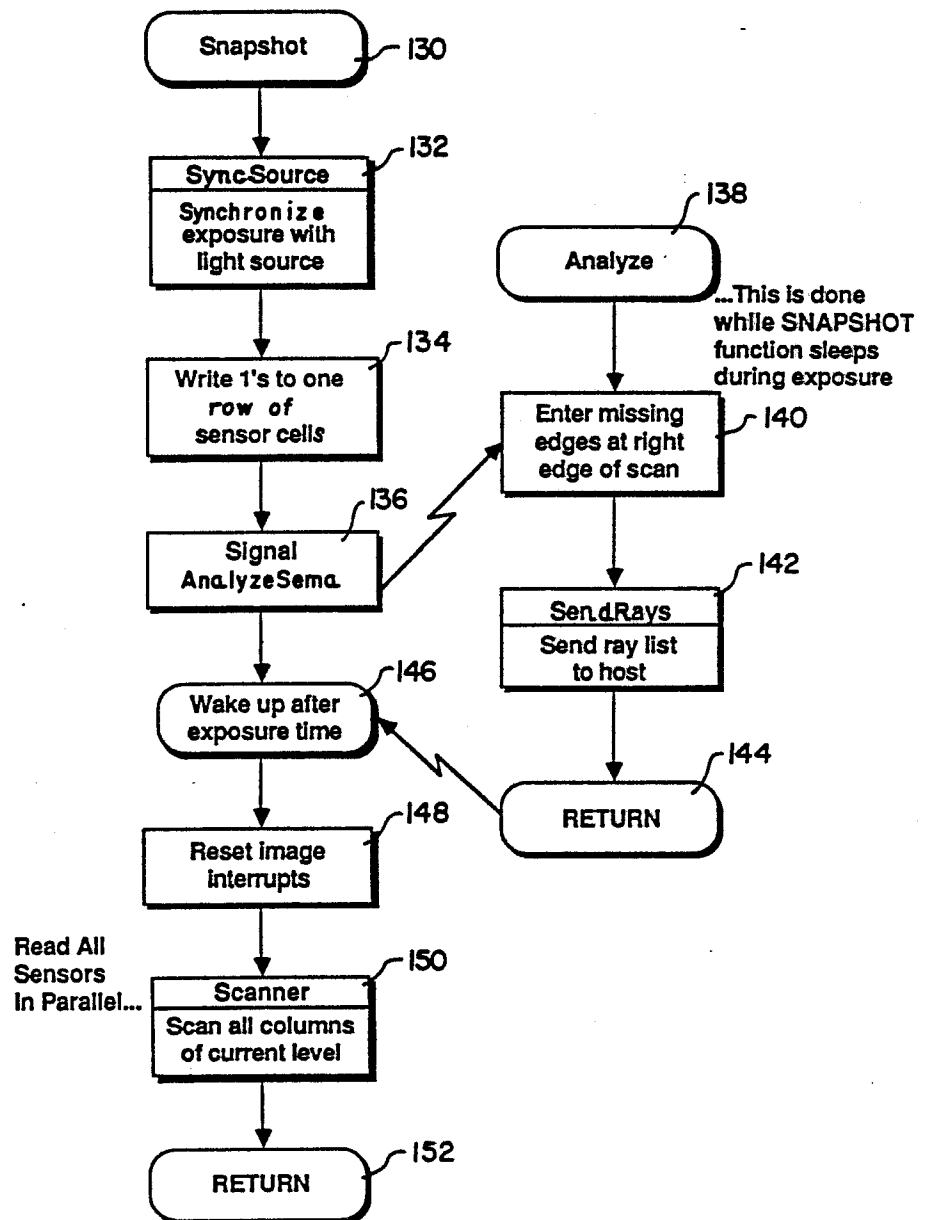 Snapshot
130
132
Sync-Source
Synchronize
exposure with
light source
134
Write 1's to one
row of
sensor cells
136
Signal
AnalyzeSema
146
Wake up after
exposure time
148
Reset image
interrupts
Read All
Sensors
In Parallel...
150
Scanner
Scan all columns
of current level
RETURN
152
138
Analyze
...This is done
while SNAPSHOT
function sleeps
during exposure
Enter missing
edges at right
edge of scan
140
142
SendRays
Send ray list
to host
144
RETURN